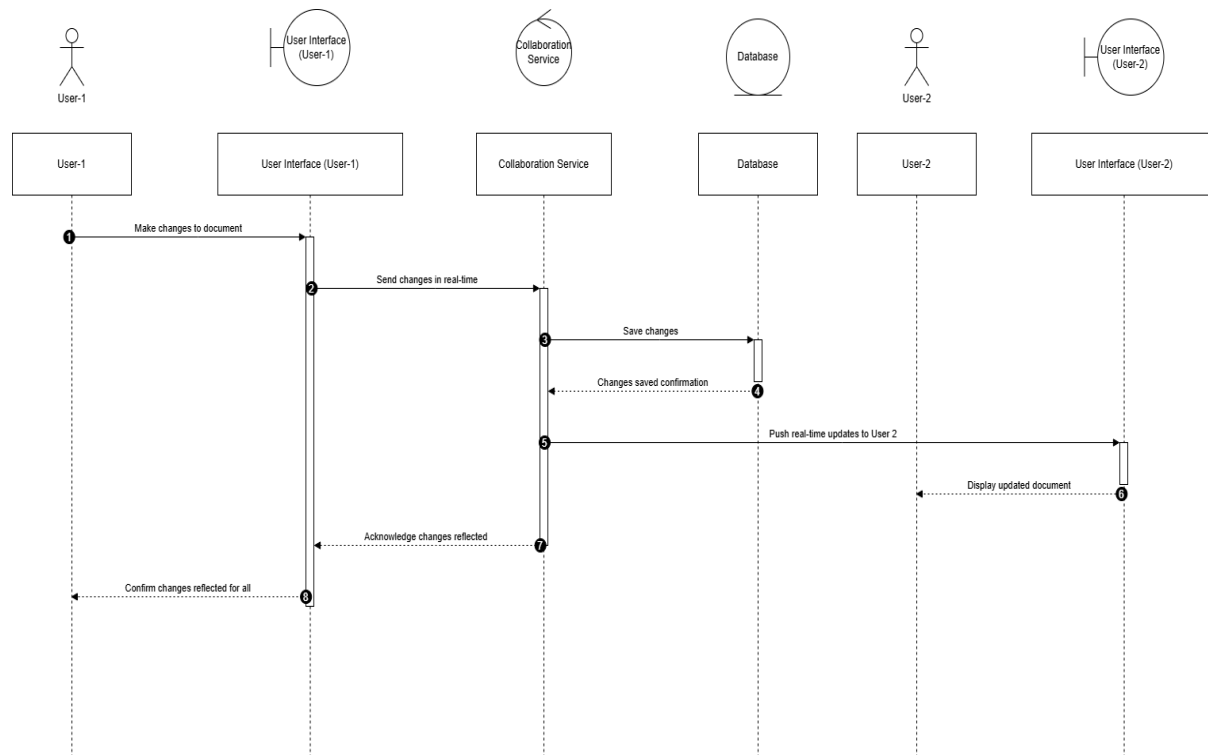 User Interface
(User-1)
Collaboration
Service
Database
User Interface
(User-2)
User-1
User-2
User-1
User Interface (User-1)
Collaboration Service
Database
User-2
User Interface (User-2)
Make changes to document
1
Send changes in real-time
2
Save changes
3
Changes saved confirmation
4
Push real-time updates to User 2
5
Display updated document
6
Acknowledge changes reflected
7
Confirm changes reflected for all
8